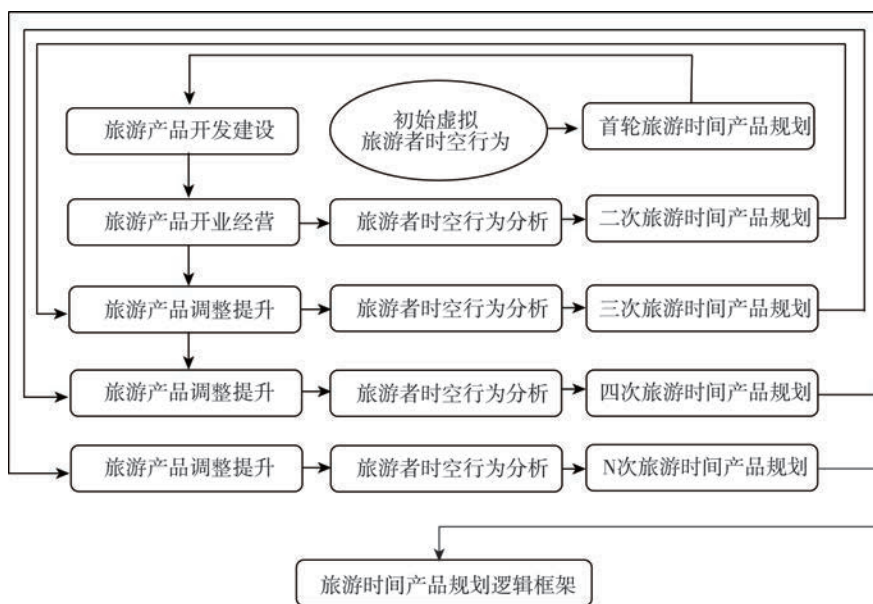 旅游产品开发建设
初始虚拟
旅游者时空行为
首轮旅游时间产品规划
旅游产品开业经营
旅游者时空行为分析
二次旅游时间产品规划
旅游产品调整提升
旅游者时空行为分析
三次旅游时间产品规划
旅游产品调整提升
旅游者时空行为分析
四次旅游时间产品规划
旅游产品调整提升
旅游者时空行为分析
N次旅游时间产品规划
旅游时间产品规划逻辑框架